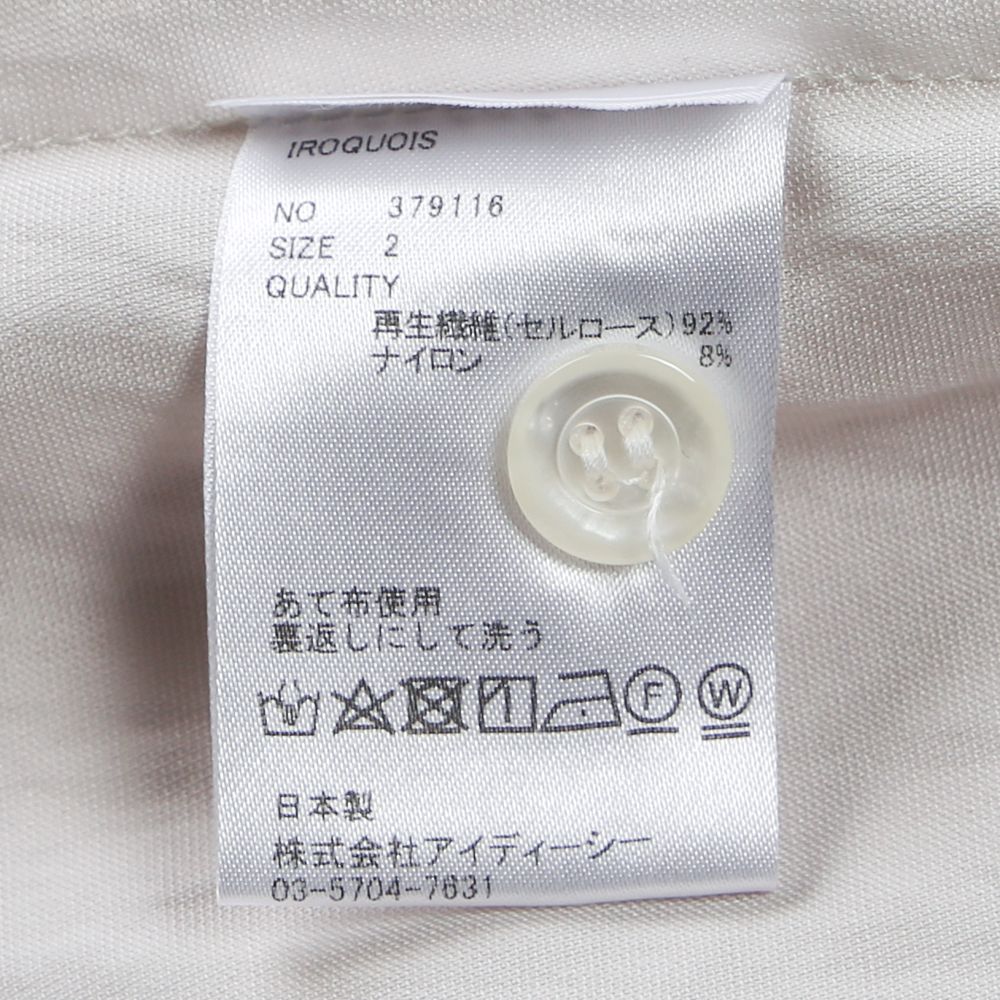 IROQUOIS
NO 379116
SIZE 2
QUALITY
再生繊維(セルロース)92%
ナイロン 8%
あて布使用
裏返しにして洗う
F W
日本製
株式会社アイディーシー
03-5704-7631